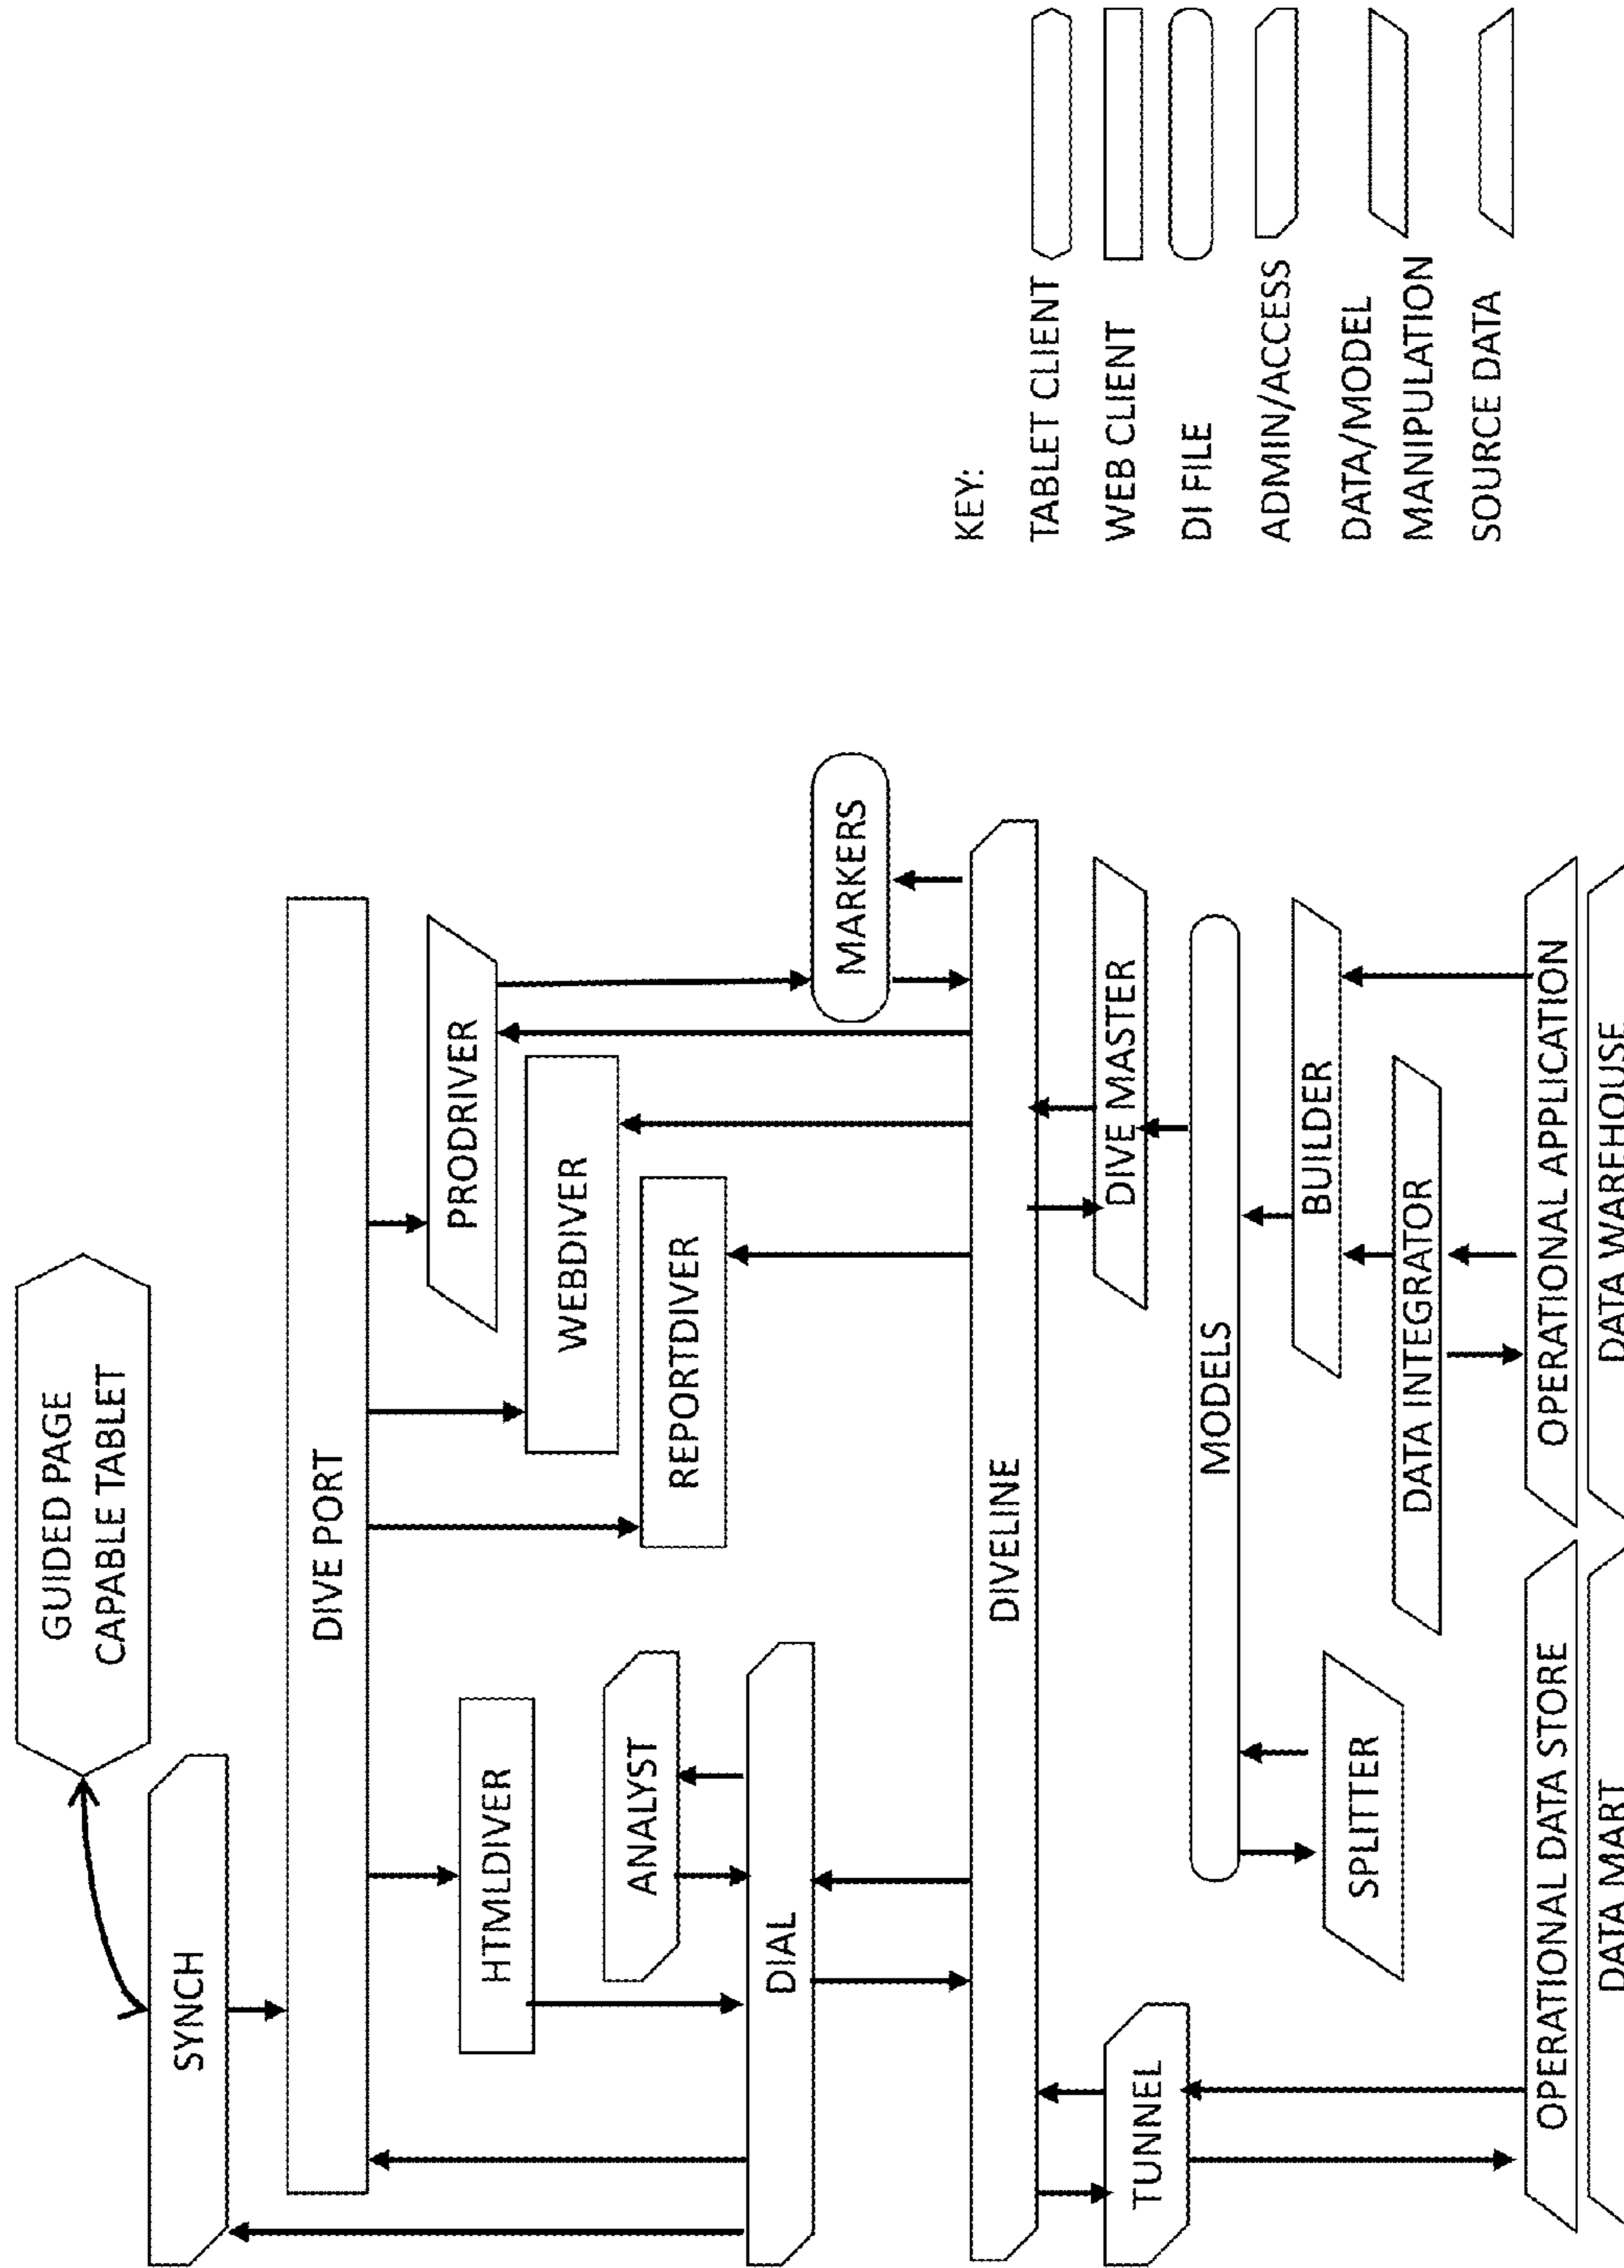 GUIDED PAGE
CAPABLE TABLET
SYNCH
DIVE PORT
PRODRIVER
HTMLDIVER
WEBDIVER
ANALYST
REPORTDIVER
DIAL
MARKERS
DIVELINE
TUNNEL
DIVE MASTER
MODELS
BUILDER
SPLITTER
DATA INTEGRATOR
OPERATIONAL DATA STORE
OPERATIONAL APPLICATION
DATA MART
DATA WAREHOUSE
KEY:
TABLET CLIENT
WEB CLIENT
DI FILE
ADMIN/ACCESS
DATA/MODEL
MANIPULATION
SOURCE DATA